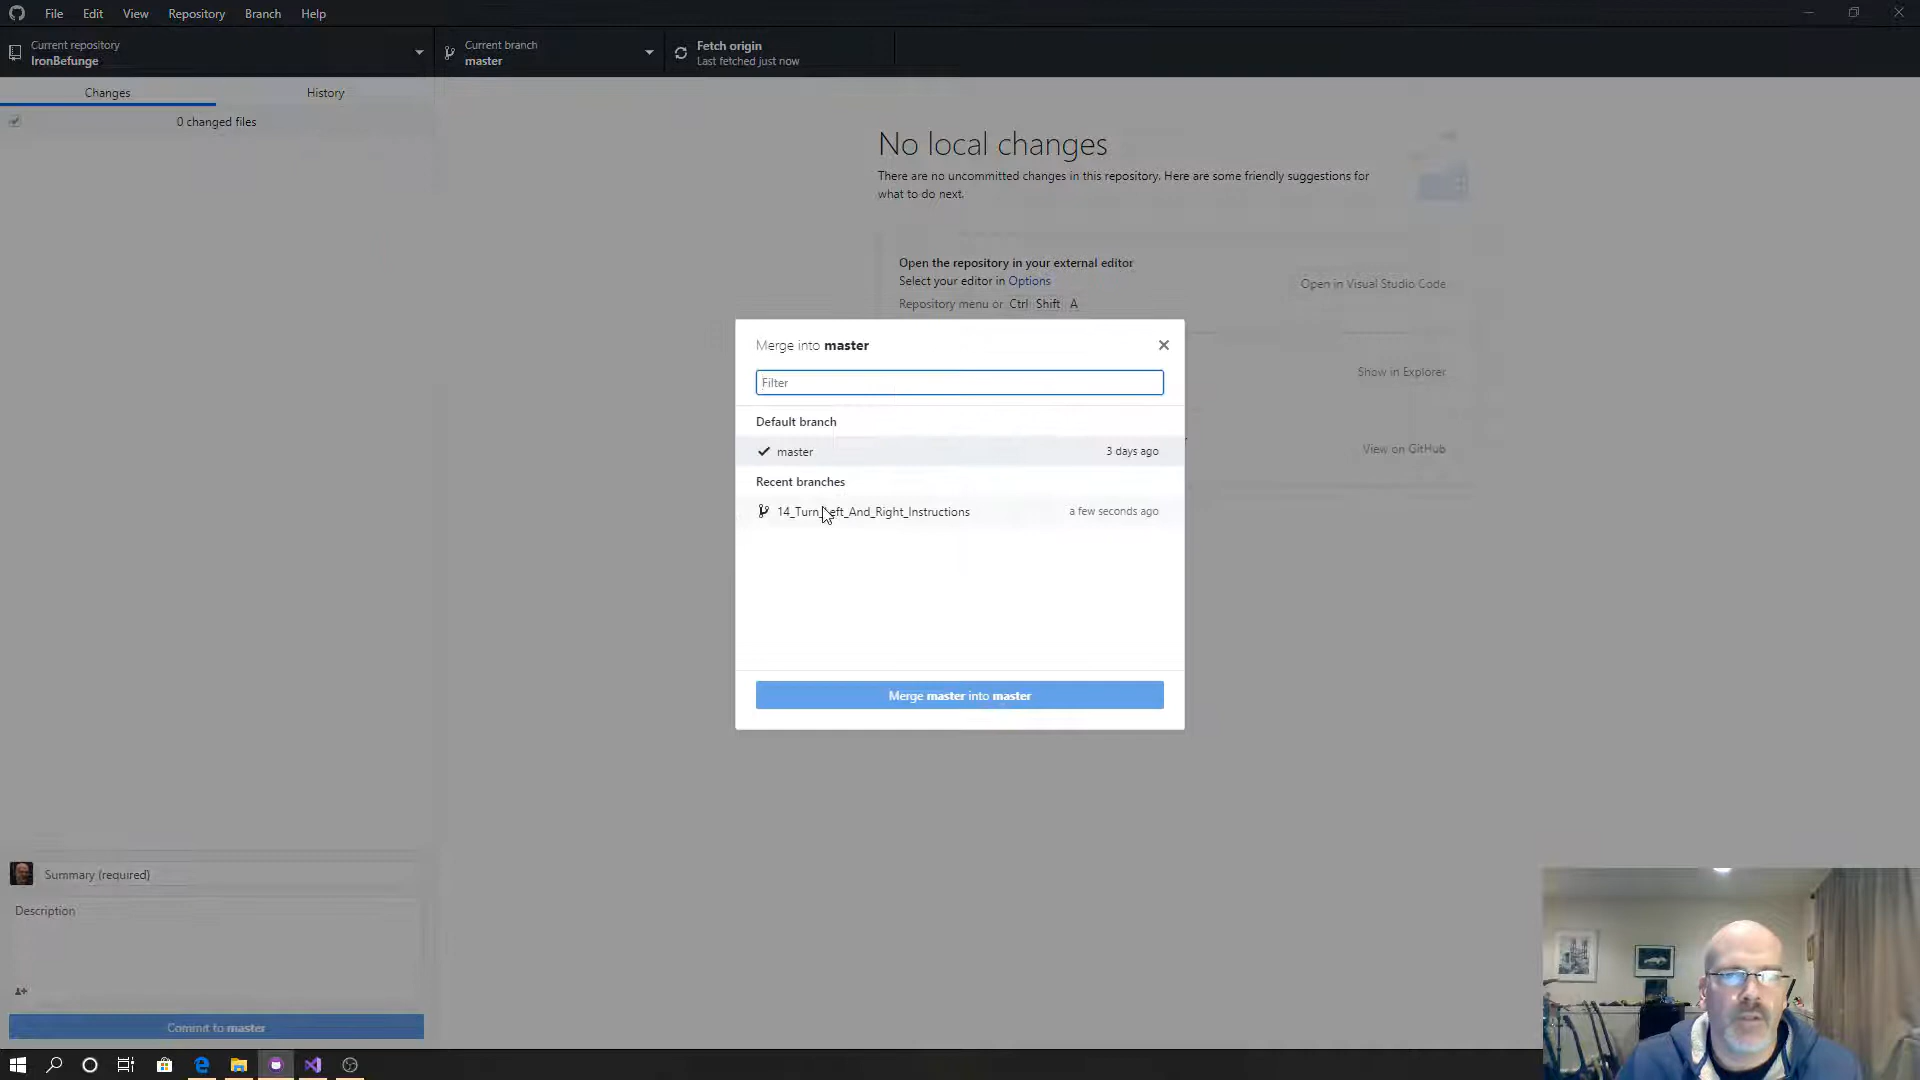 File Edit View Repository Branch Help
Current repository
IronBefunge
Current branch
master
Fetch origin
Last fetched just now
Changes
History
0 changed files
No local changes
There are no uncommitted changes in this repository. Here are some friendly suggestions for
what to do next.
Open the repository in your external editor
Select your editor in Options
Repository menu or Ctrl Shift A
Open in Visual Studio Code
Show in Explorer
View on GitHub
Merge into master
Filter
Default branch
master
3 days ago
Recent branches
14_Turn_Left_And_Right_Instructions
a few seconds ago
Merge master into master
Summary (required)
Description
Commit to master